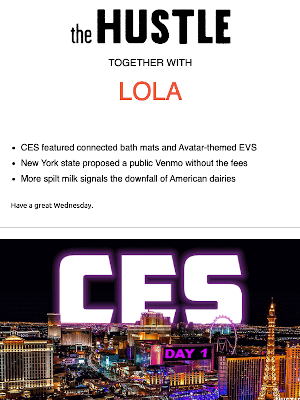 the HUSTLE
TOGETHER WITH
LOLA
• CES featured connected bath mats and Avatar-themed EVS
• New York state proposed a public Venmo without the fees
• More spilt milk signals the downfall of American dairies
Have a great Wednesday.
CES
DAY 1